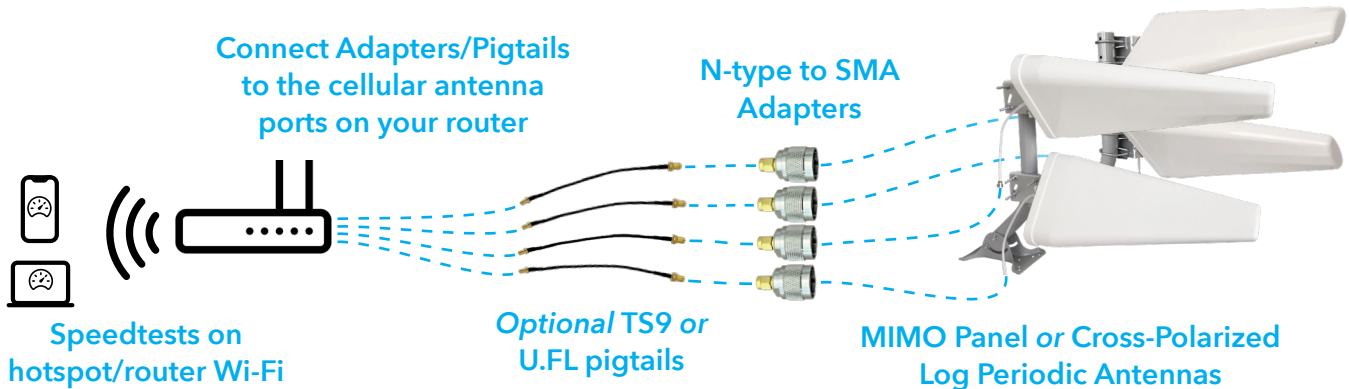 Connect Adapters/Pigtails
to the cellular antenna
ports on your router
N-type to SMA
Adapters
Speedtests on
hotspot/router Wi-Fi
Optional TS9 or
U.FL pigtails
MIMO Panel or Cross-Polarized
Log Periodic Antennas